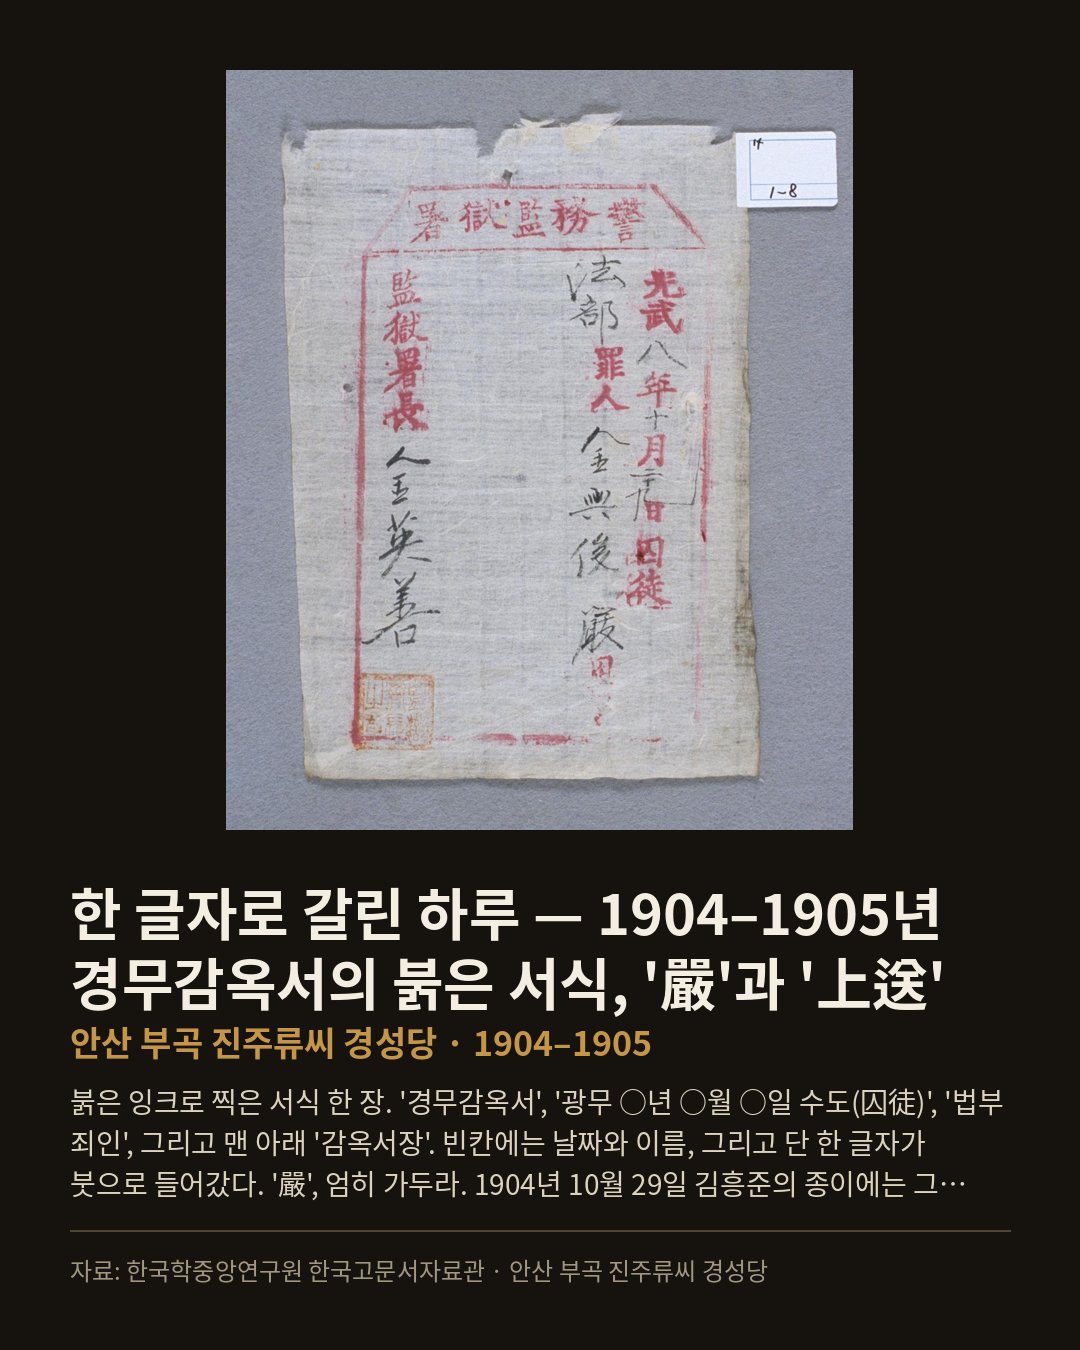 警務監獄署
光武八年十月二十九日囚徒
法部罪人金興俊嚴囚
監獄署長金英善
1-8
한 글자로 갈린 하루 — 1904–1905년
경무감옥서의 붉은 서식, '嚴'과 '上送'
안산 부곡 진주류씨 경성당 · 1904–1905
붉은 잉크로 찍은 서식 한 장. '경무감옥서', '광무 ○년 ○월 ○일 수도(囚徒)', '법부
죄인', 그리고 맨 아래 '감옥서장'. 빈칸에는 날짜와 이름, 그리고 단 한 글자가
붓으로 들어갔다. '嚴', 엄히 가두라. 1904년 10월 29일 김흥준의 종이에는 그…
자료: 한국학중앙연구원 한국고문서자료관 · 안산 부곡 진주류씨 경성당